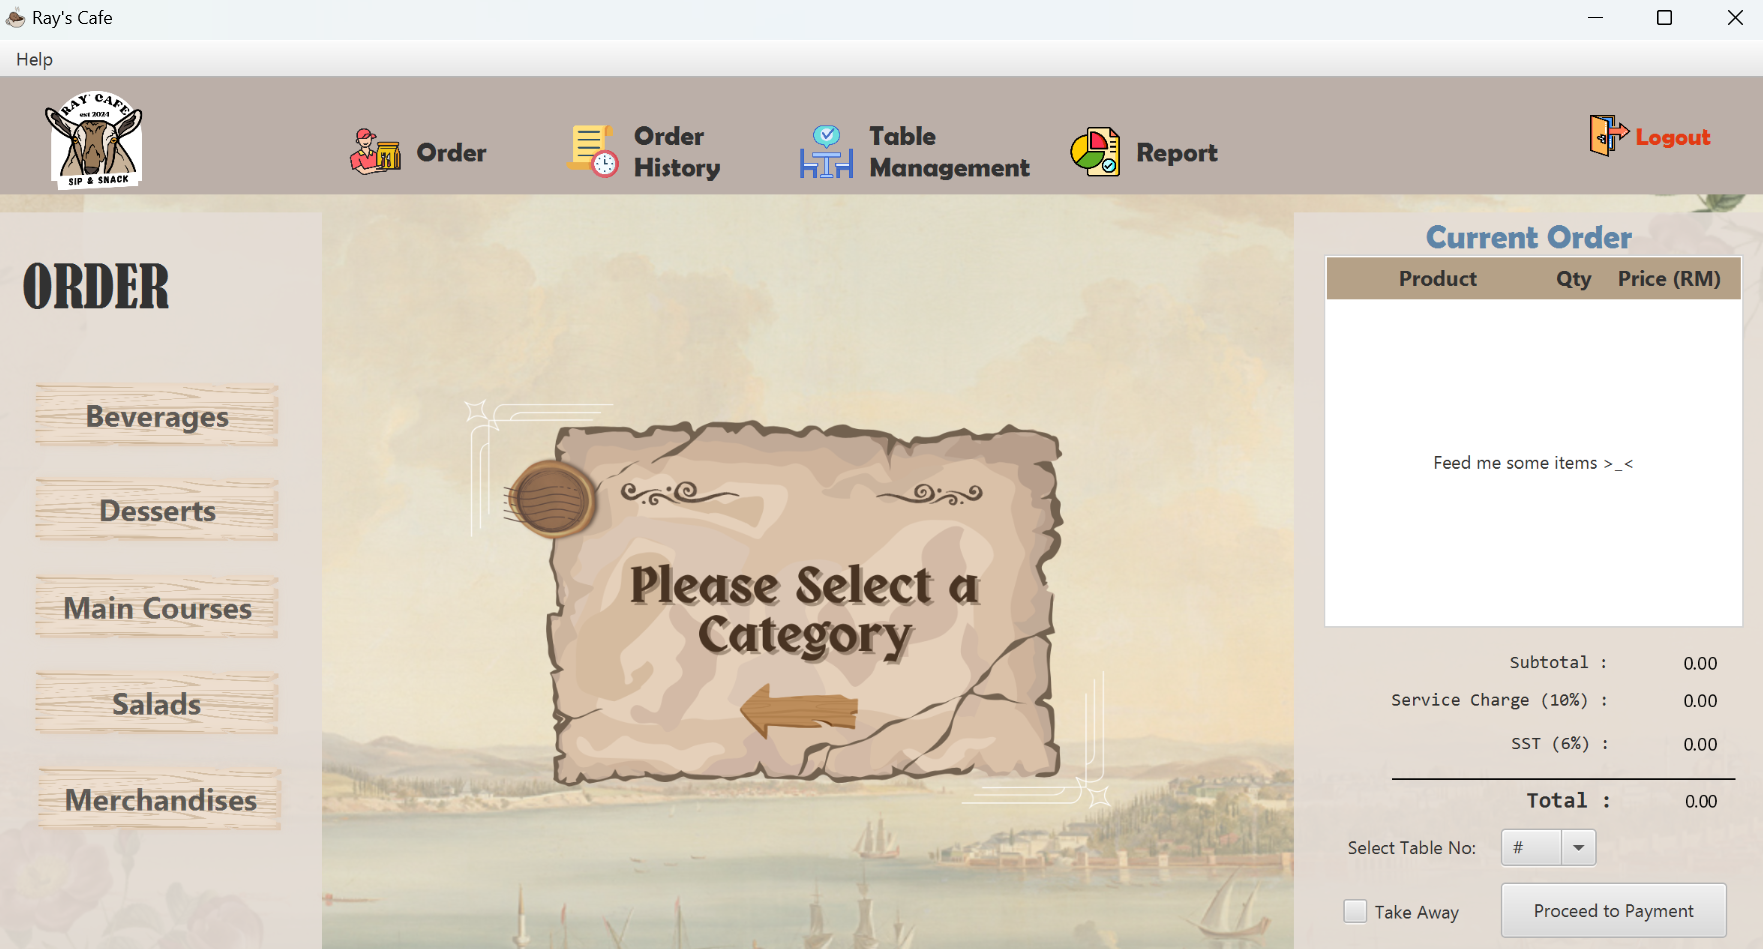 Ray's Cafe
Help
RAY' CAFE
est 2024
SIP & SNACK
Order
Order
History
Table
Management
Report
Logout
ORDER
Beverages
Desserts
Main Courses
Salads
Merchandises
Please Select a
Category
Current Order
Product Qty Price (RM)
Feed me some items >_<
Subtotal : 0.00
Service Charge (10%) : 0.00
SST (6%) : 0.00
Total : 0.00
Select Table No: #
Take Away
Proceed to Payment